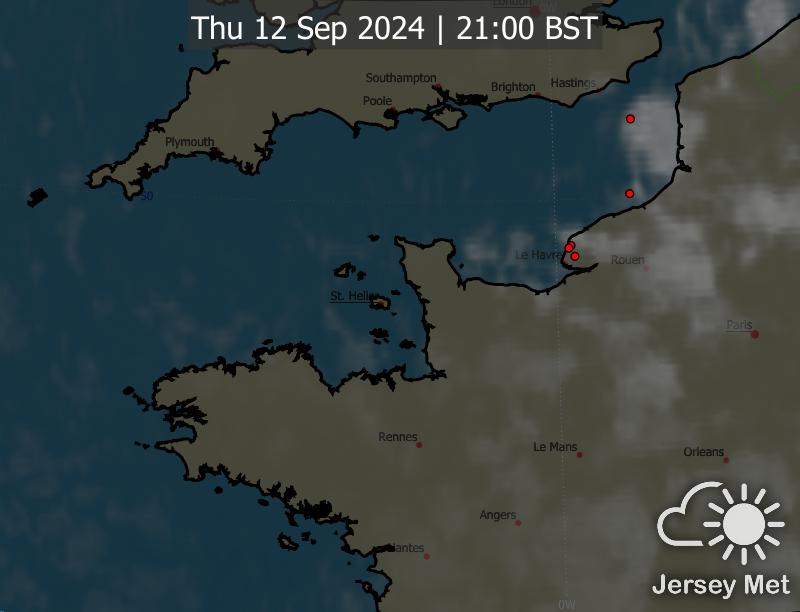 London
0W
Thu 12 Sep 2024 | 21:00 BST
Southampton
Brighton
Hastings
Poole
Plymouth
50
Le Havre
Rouen
St. Helier
Paris
Rennes
Le Mans
Orleans
Angers
Nantes
Jersey Met
0W